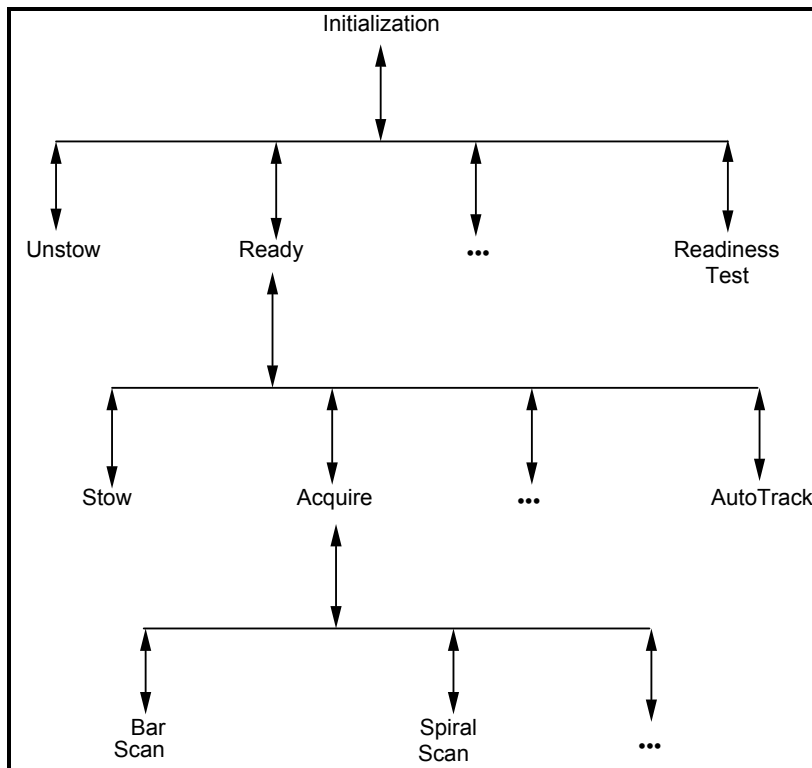 Initialization
Unstow Ready ... Readiness
Test
Stow Acquire ... AutoTrack
Bar Spiral
Scan Scan ...